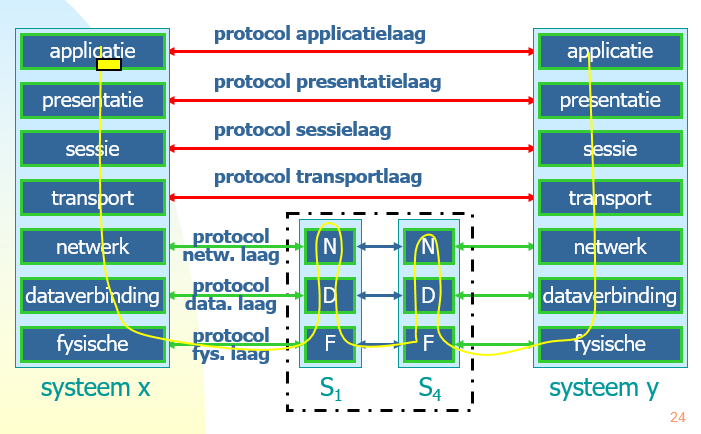 applicatie
protocol applicatielaag
applicatie
presentatie
protocol presentatielaag
presentatie
sessie
protocol sessielaag
sessie
transport
protocol transportlaag
transport
netwerk
protocol
netw. laag
N
N
netwerk
dataverbinding
protocol
data. laag
D
D
dataverbinding
fysische
protocol
fys. laag
F
F
fysische
systeem x
S1
S4
systeem y
24